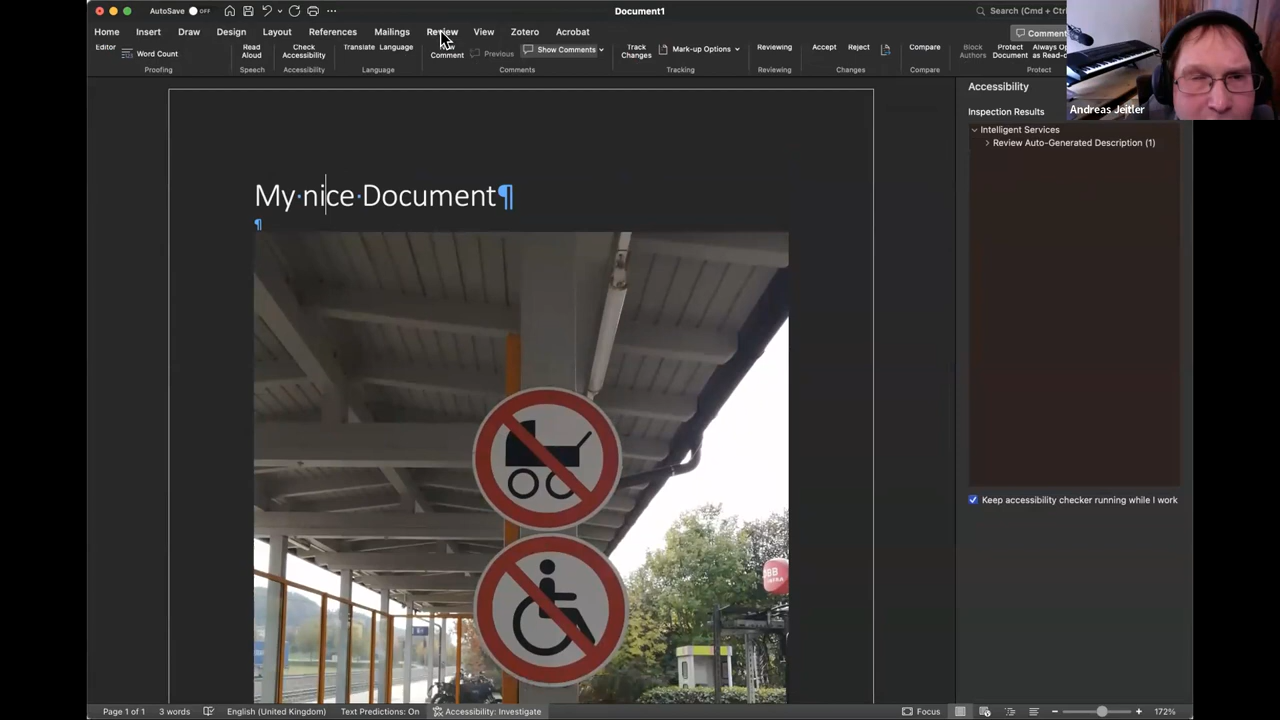 AutoSave OFF Document1 Search (Cmd + Ctr
Home Insert Draw Design Layout References Mailings Review View Zotero Acrobat Comment
Editor Word Count Read Aloud Check Accessibility Translate Language Comment Previous Show Comments Track Changes Mark-up Options Reviewing Accept Reject Compare Block Authors Protect Document Always Op as Read-
Proofing Speech Accessibility Language Comments Tracking Reviewing Changes Compare Protect
Andreas Jeitler
Accessibility
Inspection Results
Intelligent Services
Review Auto-Generated Description (1)
My·nice·Document¶
¶
Keep accessibility checker running while I work
Page 1 of 1 3 words English (United Kingdom) Text Predictions: On Accessibility: Investigate Focus 172%